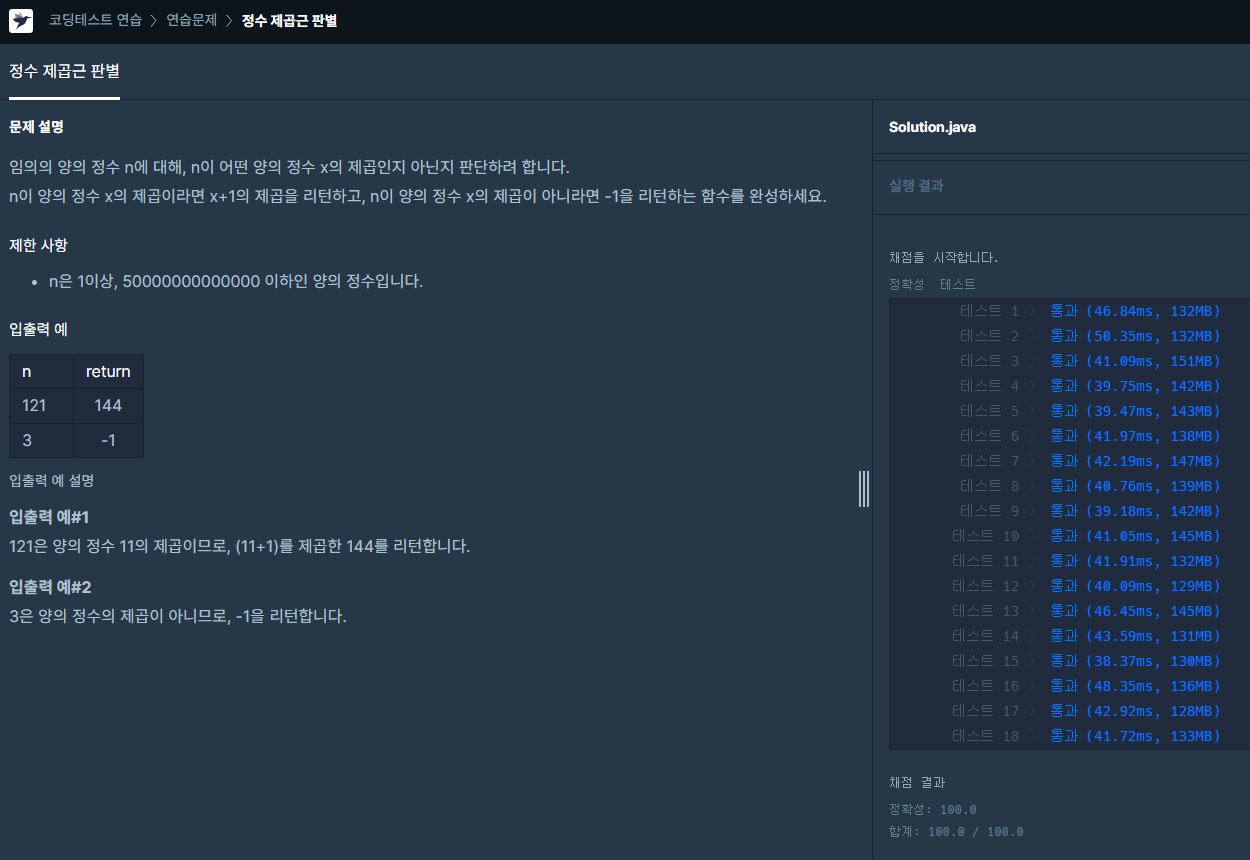 코딩테스트 연습 > 연습문제 > 정수 제곱근 판별
정수 제곱근 판별
문제 설명
임의의 양의 정수 n에 대해, n이 어떤 양의 정수 x의 제곱인지 아닌지 판단하려 합니다.
n이 양의 정수 x의 제곱이라면 x+1의 제곱을 리턴하고, n이 양의 정수 x의 제곱이 아니라면 -1을 리턴하는 함수를 완성하세요.
제한 사항
• n은 1이상, 50000000000000 이하인 양의 정수입니다.
입출력 예
n return
121 144
3 -1
입출력 예 설명
입출력 예#1
121은 양의 정수 11의 제곱이므로, (11+1)를 제곱한 144를 리턴합니다.
입출력 예#2
3은 양의 정수의 제곱이 아니므로, -1을 리턴합니다.
Solution.java
실행 결과
채점을 시작합니다.
정확성 테스트
테스트 1 > 통과 (46.84ms, 132MB)
테스트 2 > 통과 (50.35ms, 132MB)
테스트 3 > 통과 (41.09ms, 151MB)
테스트 4 > 통과 (39.75ms, 142MB)
테스트 5 > 통과 (39.47ms, 143MB)
테스트 6 > 통과 (41.97ms, 138MB)
테스트 7 > 통과 (42.19ms, 147MB)
테스트 8 > 통과 (40.76ms, 139MB)
테스트 9 > 통과 (39.18ms, 142MB)
테스트 10 > 통과 (41.05ms, 145MB)
테스트 11 > 통과 (41.91ms, 132MB)
테스트 12 > 통과 (40.09ms, 129MB)
테스트 13 > 통과 (46.45ms, 145MB)
테스트 14 > 통과 (43.59ms, 131MB)
테스트 15 > 통과 (38.37ms, 130MB)
테스트 16 > 통과 (48.35ms, 136MB)
테스트 17 > 통과 (42.92ms, 128MB)
테스트 18 > 통과 (41.72ms, 133MB)
채점 결과
정확성: 100.0
합계: 100.0 / 100.0